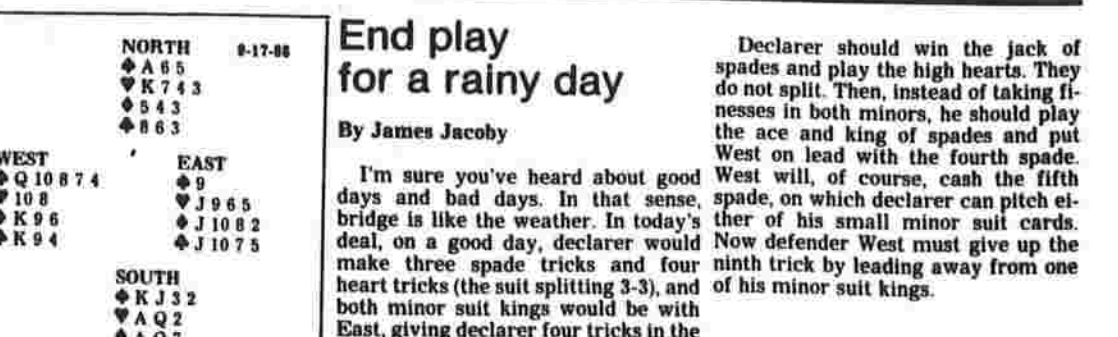 NORTH 9-17-86
♠ A 6 5
♥ K 7 4 3
♦ 5 4 3
♣ 8 6 3
WEST
♠ Q 10 8 7 4
♥ 10 8
♦ K 9 6
♣ K 9 4
EAST
♠ 9
♥ J 9 6 5
♦ J 10 8 2
♣ J 10 7 5
SOUTH
♠ K J 3 2
♥ A Q 2
End play
for a rainy day
By James Jacoby
I'm sure you've heard about good
days and bad days. In that sense,
bridge is like the weather. In today's
deal, on a good day, declarer would
make three spade tricks and four
heart tricks (the suit splitting 3-3), and
both minor suit kings would be with
East, giving declarer four tricks in the
Declarer should win the jack of
spades and play the high hearts. They
do not split. Then, instead of taking fi-
nesses in both minors, he should play
the ace and king of spades and put
West on lead with the fourth spade.
West will, of course, cash the fifth
spade, on which declarer can pitch ei-
ther of his small minor suit cards.
Now defender West must give up the
ninth trick by leading away from one
of his minor suit kings.